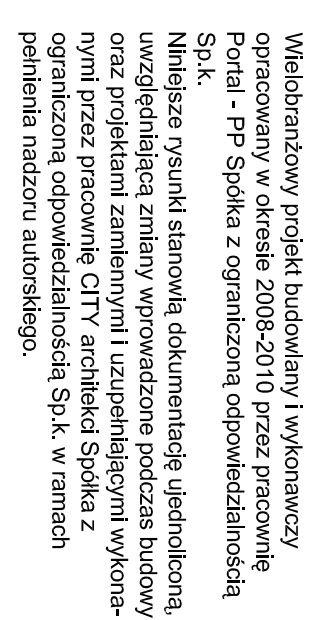 Wielobranżowy projekt budowlany i wykonawczy
opracowany w okresie 2008-2010 przez pracownię
Portal - PP Spółka z ograniczoną odpowiedzialnością
Sp.k.
Niniejsze rysunki stanowią dokumentację ujednoliconą,
uwzględniającą zmiany wprowadzone podczas budowy
oraz projektami zamiennymi i uzupełniającymi wykona-
nymi przez pracownię CITY architekci Spółka z
ograniczoną odpowiedzialnością Sp.k. w ramach
pełnienia nadzoru autorskiego.